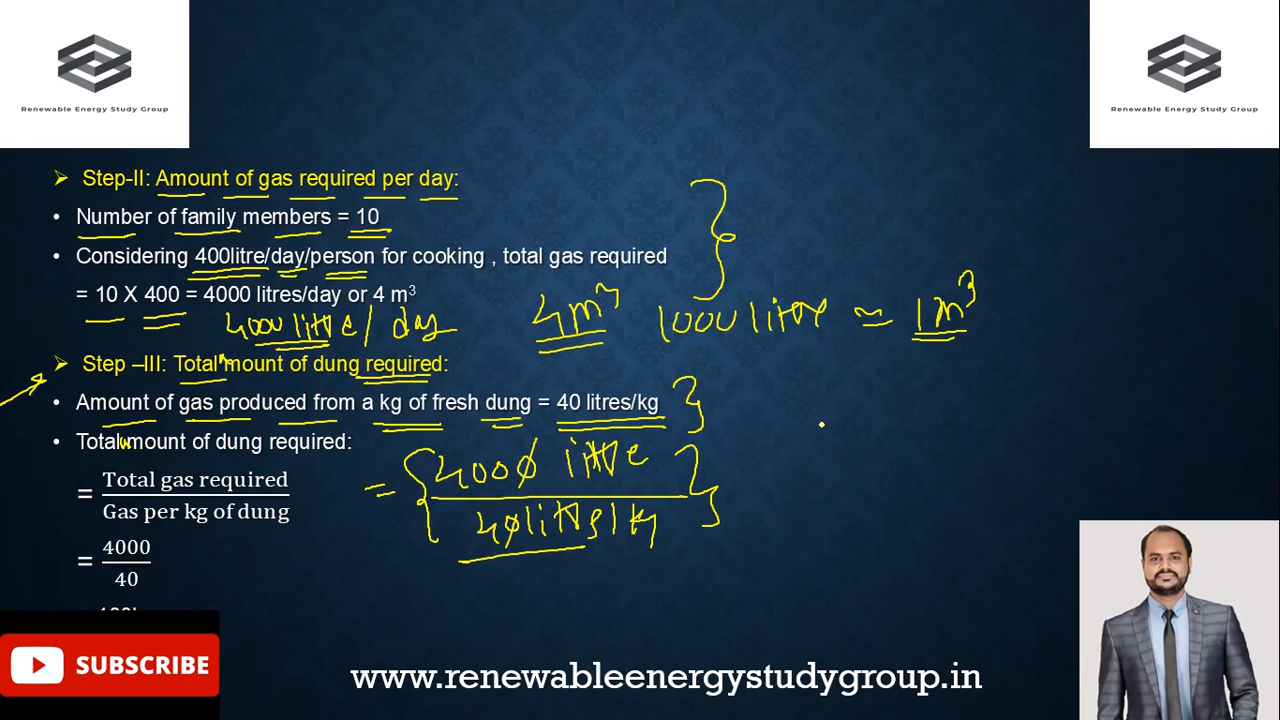 Renewable Energy Study Group
Renewable Energy Study Group
➢ Step-II: Amount of gas required per day:
• Number of family members = 10
• Considering 400litre/day/person for cooking , total gas required
= 10 X 400 = 4000 litres/day or 4 m³
4000 litre/ day
4m³ 1000 litre ≈ 1m³
➢ Step –III: Total mount of dung required:
• Amount of gas produced from a kg of fresh dung = 40 litres/kg
• Total mount of dung required:
= Total gas required
Gas per kg of dung
= { 4000 litre
40 litre/kg }
= 4000
40
SUBSCRIBE
www.renewableenergystudygroup.in